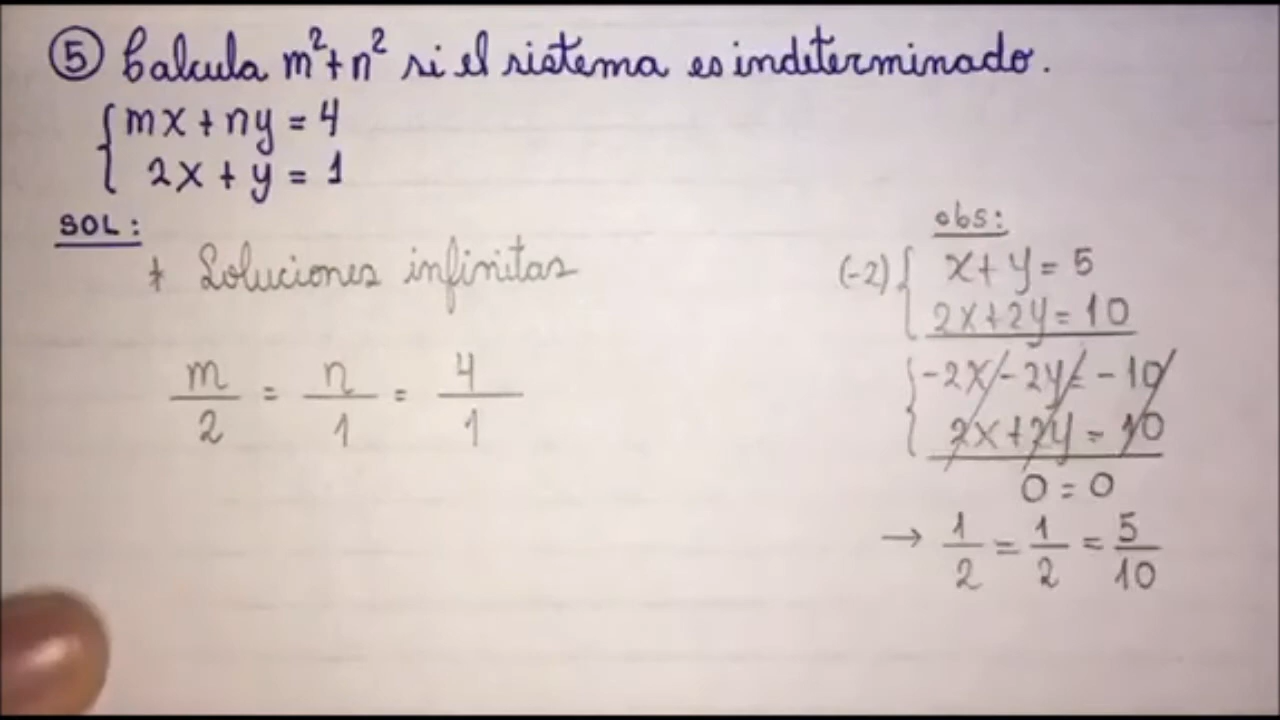 ⑤ Calcula m²+n² si el sistema es indeterminado.
{ mx + ny = 4
2x + y = 1
SOL:
* Soluciones infinitas
m/2 = n/1 = 4/1
obs:
(-2) { x + y = 5
2x+2y = 10
{ -2x - 2y = -10
2x + 2y = 10
0 = 0
→ 1/2 = 1/2 = 5/10